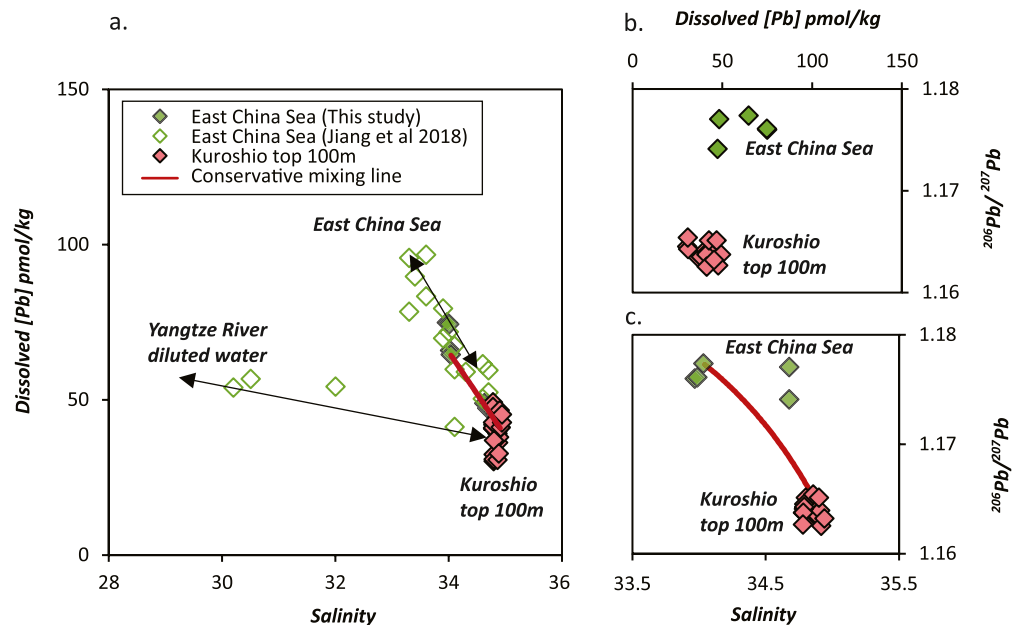 a.
150
100
50
0
Dissolved [Pb] pmol/kg
28
30
32
34
36
Salinity
East China Sea (This study)
East China Sea (Jiang et al 2018)
Kuroshio top 100m
Conservative mixing line
East China Sea
Yangtze River
diluted water
Kuroshio
top 100m
b.
Dissolved [Pb] pmol/kg
0
50
100
150
1.18
1.17
1.16
206Pb/ 207Pb
East China Sea
Kuroshio
top 100m
c.
1.18
1.17
1.16
206Pb/207Pb
East China Sea
Kuroshio
top 100m
33.5
34.5
35.5
Salinity